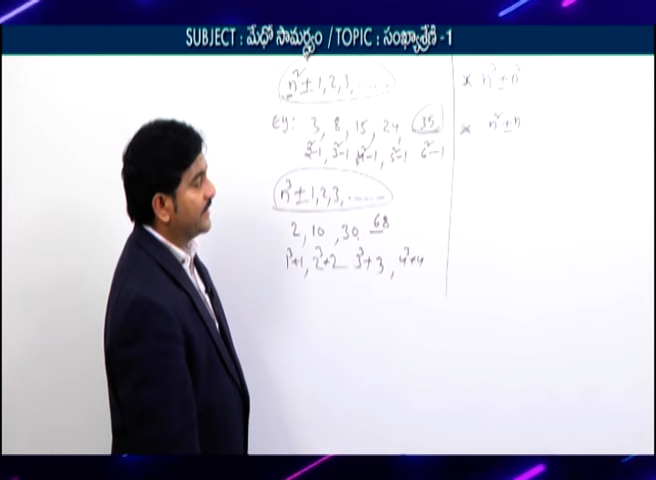 SUBJECT : మేధో సామర్థ్యం / TOPIC : సంఖ్యాశ్రేణి -1
n² ± 1, 2, 3, ......
Eg: 3, 8, 15, 24, 35
2²-1, 3²-1, 4²-1, 5²-1, 6²-1
n³ ± 1, 2, 3, ......
2, 10, 30, 68
1³+1, 2³+2 3³+3, 4³+4
* n³ ± n²
* n² ± n